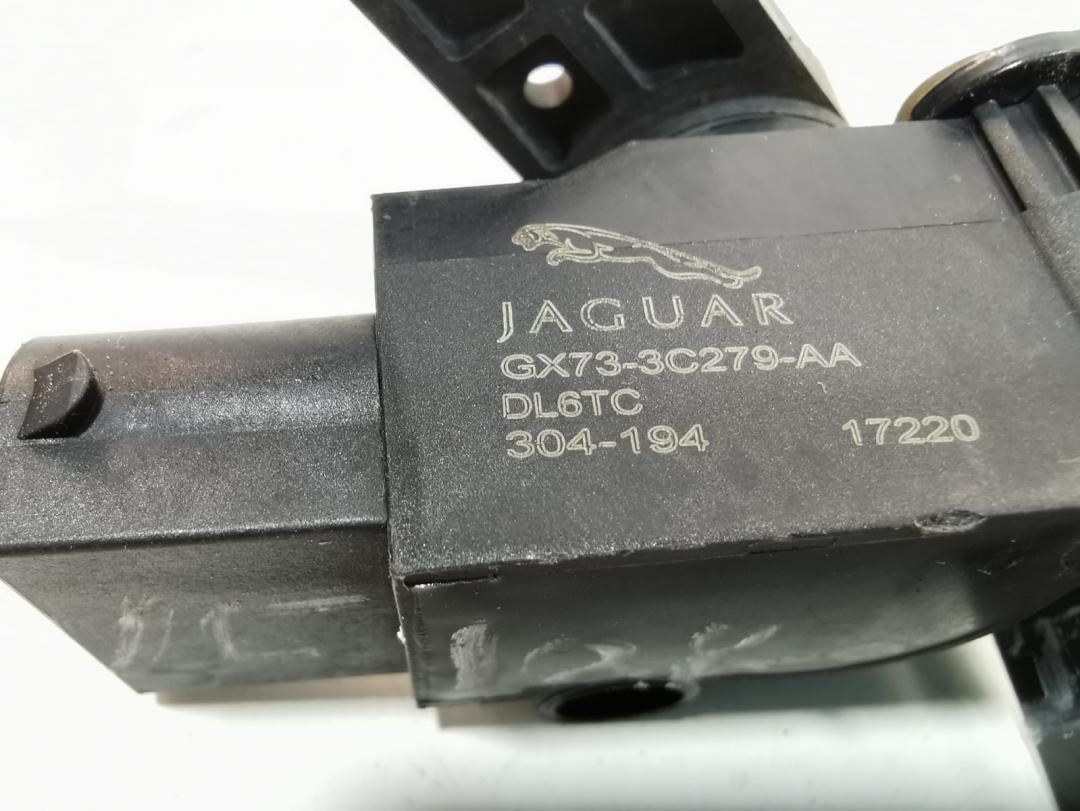 JAGUAR
GX73-3C279-AA
DL6TC
304-194 17220